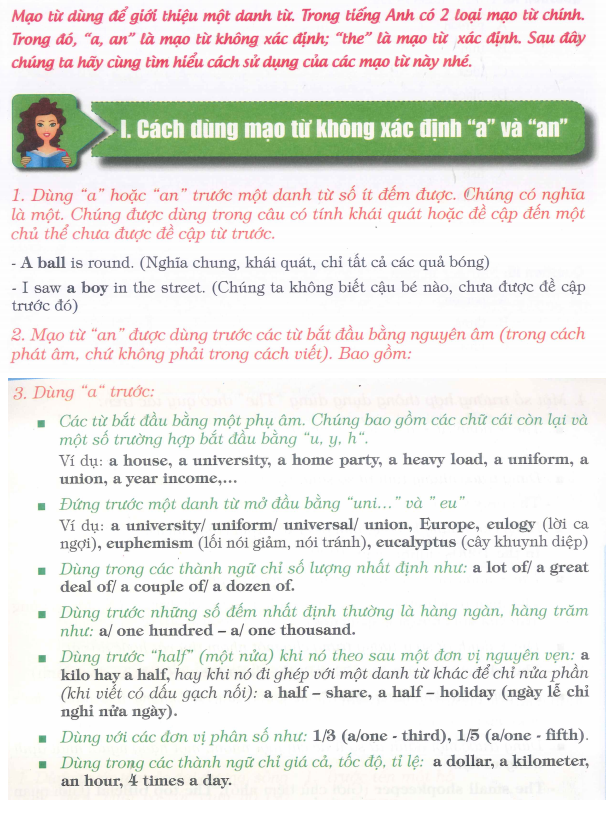 Mạo từ dùng để giới thiệu một danh từ. Trong tiếng Anh có 2 loại mạo từ chính.
Trong đó, "a, an" là mạo từ không xác định; "the" là mạo từ xác định. Sau đây
chúng ta hãy cùng tìm hiểu cách sử dụng của các mạo từ này nhé.
I. Cách dùng mạo từ không xác định "a" và "an"
1. Dùng "a" hoặc "an" trước một danh từ số ít đếm được. Chúng có nghĩa
là một. Chúng được dùng trong câu có tính khái quát hoặc đề cập đến một
chủ thể chưa được đề cập từ trước.
- A ball is round. (Nghĩa chung, khái quát, chỉ tất cả các quả bóng)
- I saw a boy in the street. (Chúng ta không biết cậu bé nào, chưa được đề cập
trước đó)
2. Mạo từ "an" được dùng trước các từ bắt đầu bằng nguyên âm (trong cách
phát âm, chứ không phải trong cách viết). Bao gồm:
3. Dùng "a" trước:
Các từ bắt đầu bằng một phụ âm. Chúng bao gồm các chữ cái còn lại và
một số trường hợp bắt đầu bằng "u, y, h".
Ví dụ: a house, a university, a home party, a heavy load, a uniform, a
union, a year income,...
Đứng trước một danh từ mở đầu bằng "uni..." và " eu"
Ví dụ: a university/ uniform/ universal/ union, Europe, eulogy (lời ca
ngợi), euphemism (lối nói giảm, nói tránh), eucalyptus (cây khuynh diệp)
Dùng trong các thành ngữ chỉ số lượng nhất định như: a lot of/ a great
deal of/ a couple of/ a dozen of.
Dùng trước những số đếm nhất định thường là hàng ngàn, hàng trăm
như: a/ one hundred – a/ one thousand.
Dùng trước "half" (một nửa) khi nó theo sau một đơn vị nguyên vẹn: a
kilo hay a half, hay khi nó đi ghép với một danh từ khác để chỉ nửa phần
(khi viết có dấu gạch nối): a half – share, a half – holiday (ngày lễ chỉ
nghỉ nửa ngày).
Dùng với các đơn vị phân số như: 1/3 (a/one - third), 1/5 (a/one - fifth).
Dùng trong các thành ngữ chỉ giá cả, tốc độ, tỉ lệ: a dollar, a kilometer,
an hour, 4 times a day.